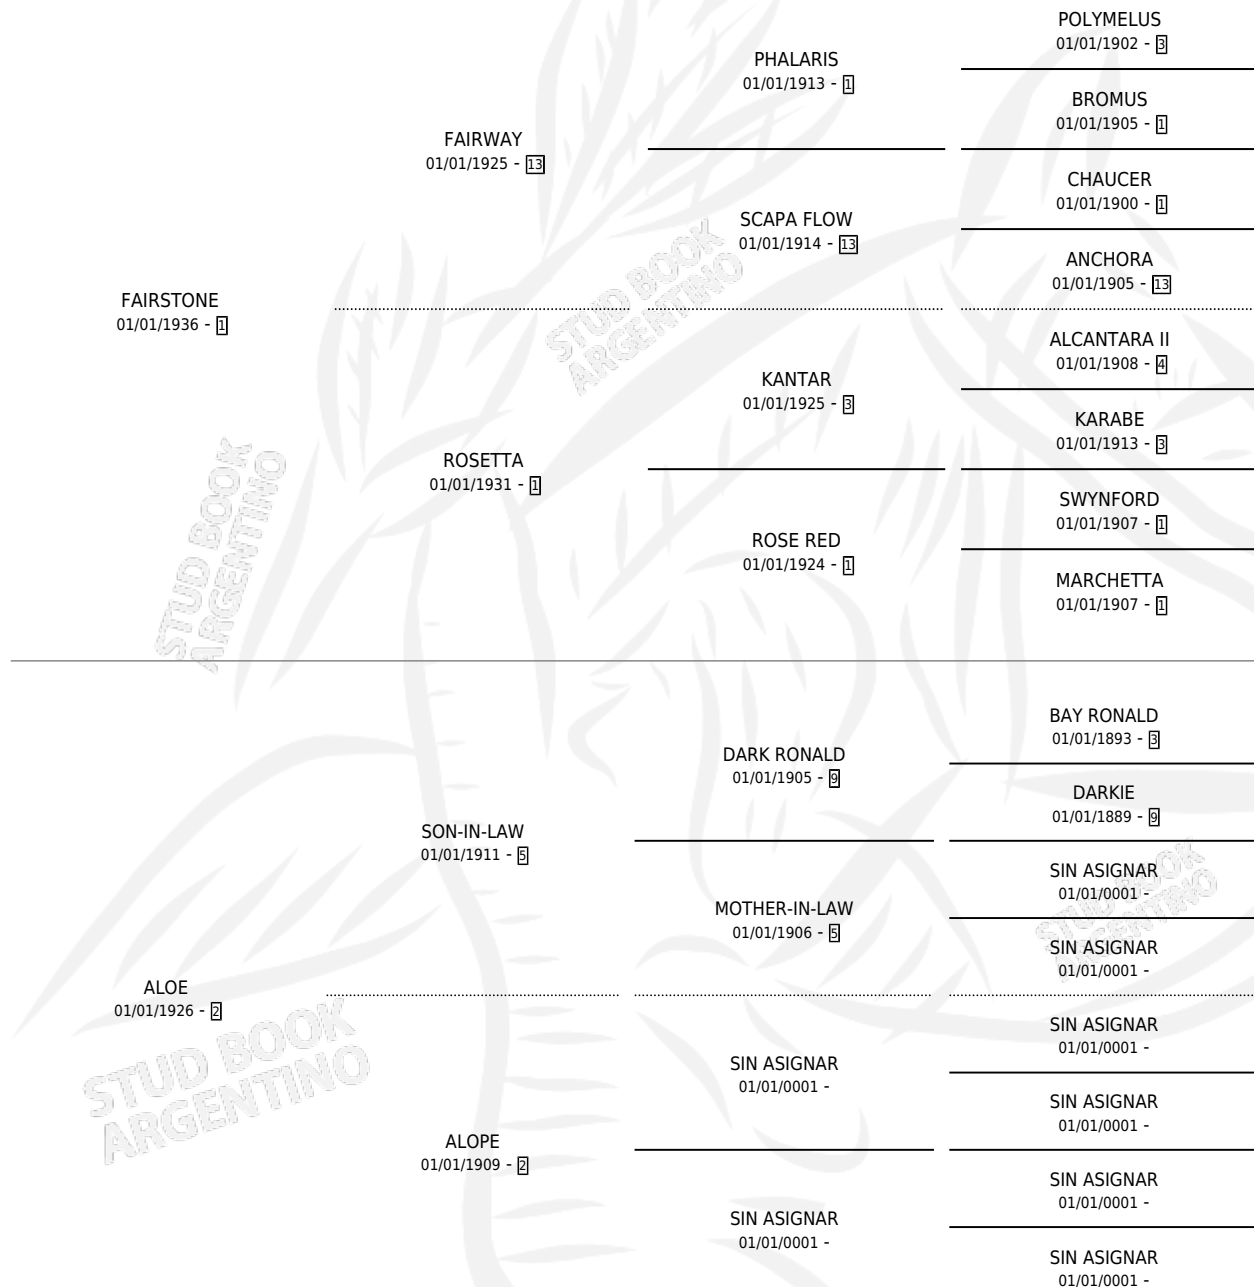 POLYMELUS
01/01/1902 - 3
PHALARIS
01/01/1913 - 1
BROMUS
01/01/1905 - 1
FAIRWAY
01/01/1925 - 13
CHAUCER
01/01/1900 - 1
SCAPA FLOW
01/01/1914 - 13
ANCHORA
01/01/1905 - 13
FAIRSTONE
01/01/1936 - 1
ALCANTARA II
01/01/1908 - 4
KANTAR
01/01/1925 - 3
KARABE
01/01/1913 - 3
ROSETTA
01/01/1931 - 1
SWYNFORD
01/01/1907 - 1
ROSE RED
01/01/1924 - 1
MARCHETTA
01/01/1907 - 1
BAY RONALD
01/01/1893 - 3
DARK RONALD
01/01/1905 - 9
DARKIE
01/01/1889 - 9
SON-IN-LAW
01/01/1911 - 5
SIN ASIGNAR
01/01/0001 -
MOTHER-IN-LAW
01/01/1906 - 5
SIN ASIGNAR
01/01/0001 -
ALOE
01/01/1926 - 2
SIN ASIGNAR
01/01/0001 -
SIN ASIGNAR
01/01/0001 -
SIN ASIGNAR
01/01/0001 -
ALOPE
01/01/1909 - 2
SIN ASIGNAR
01/01/0001 -
SIN ASIGNAR
01/01/0001 -
SIN ASIGNAR
01/01/0001 -
STUD BOOK
ARGENTINO
STUD BOOK
ARGENTINO
STUD BOOK
ARGENTINO
STUD BOOK
ARGENTINO